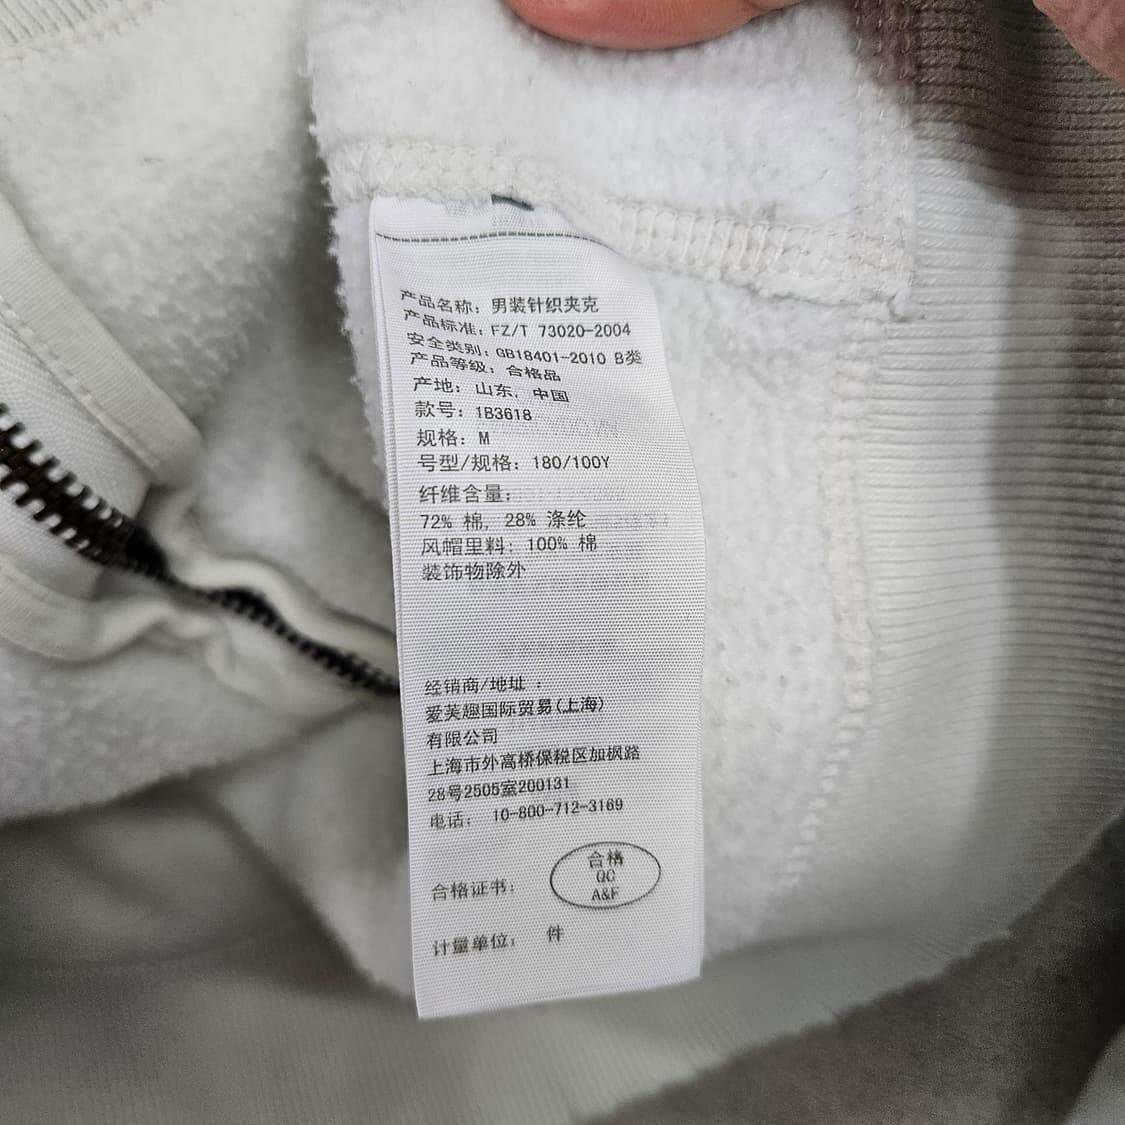 产品名称：男装针织夹克
产品标准：FZ/T 73020-2004
安全类别：GB18401-2010 B类
产品等级：合格品
产地：山东，中国
款号：1B3618
规格：M
号型/规格：180/100Y
纤维含量：
72% 棉，28% 涤纶
风帽里料：100% 棉
装饰物除外
经销商/地址：
爱芙趣国际贸易(上海)
有限公司
上海市外高桥保税区加枫路
28号2505室200131
电话：10-800-712-3169
合格
QC
A&F
合格证书：
计量单位：件